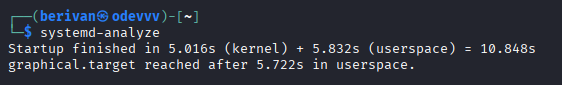 ┌──(berivan㉿odevvv)-[~]
└─$ systemd-analyze
Startup finished in 5.016s (kernel) + 5.832s (userspace) = 10.848s
graphical.target reached after 5.722s in userspace.